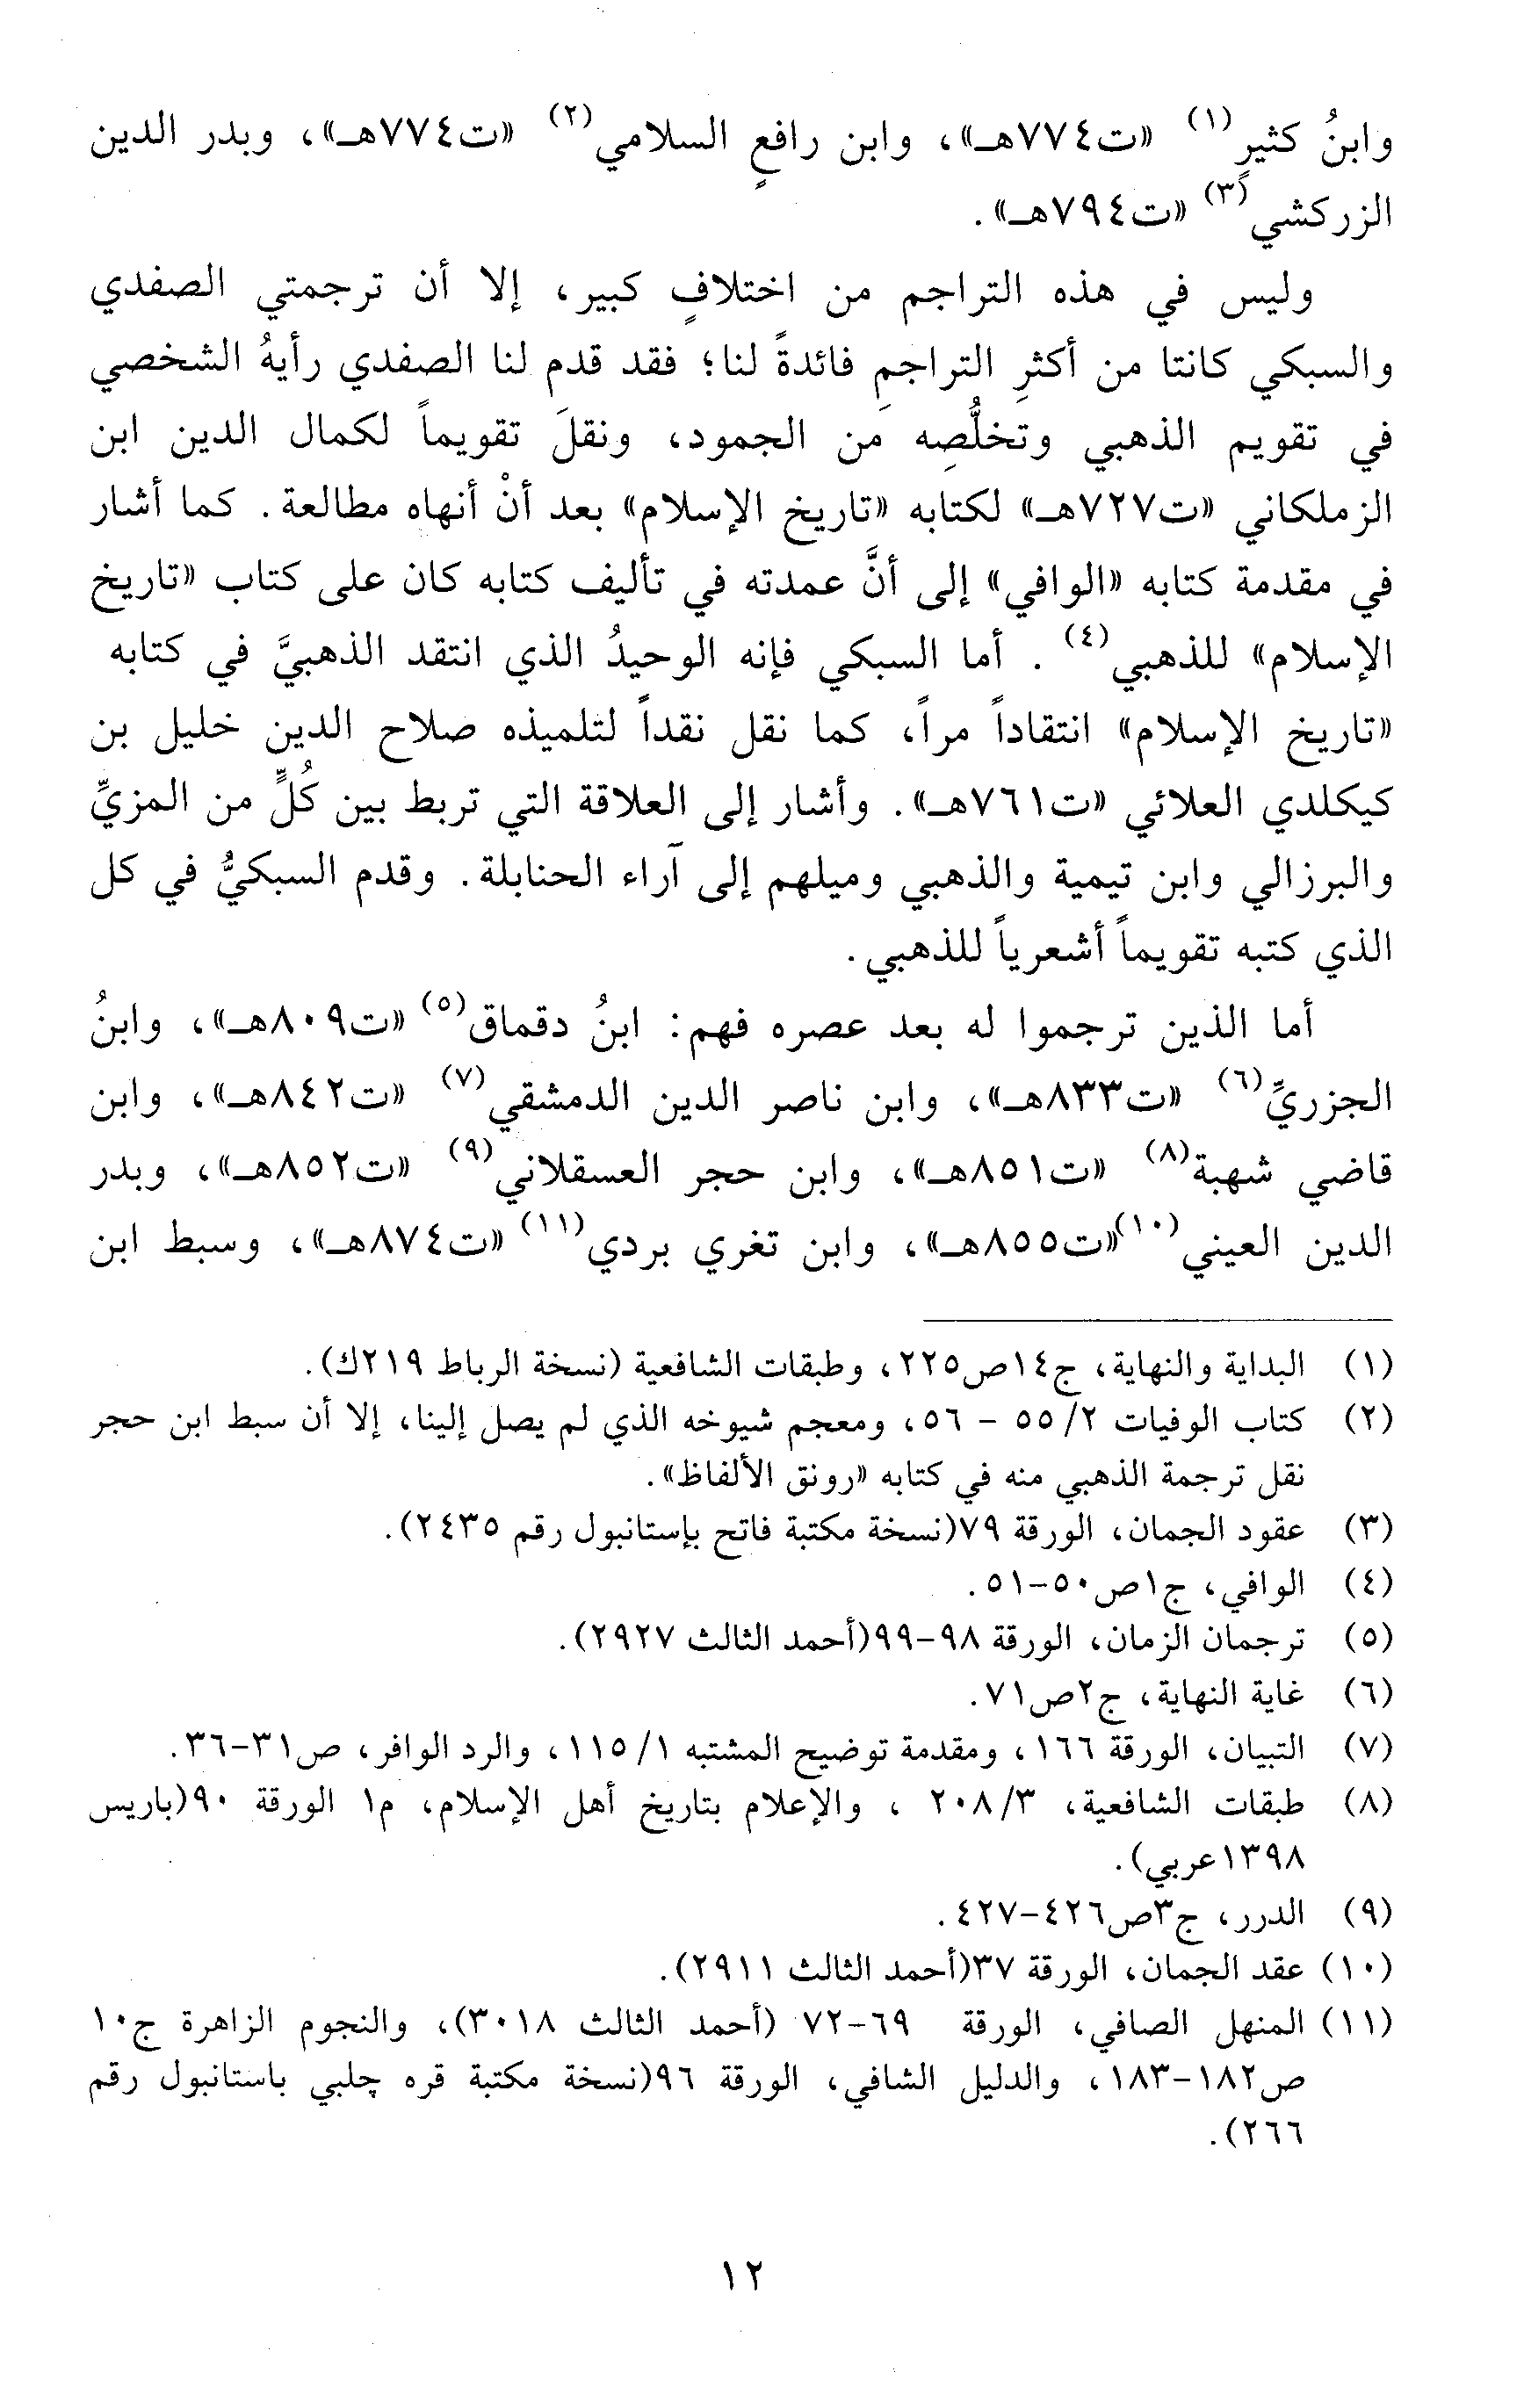 وابنُ كثيرٍ(١) «ت٧٧٤هـ»، وابن رافعٍ السلامي(٢) «ت٧٧٤هـ»، وبدر الدين
الزركشي(٣) «ت٧٩٤هـ».
وليس في هذه التراجم من اختلافٍ كبير، إلا أن ترجمتي الصفدي
والسبكي كانتا من أكثرِ التراجمِ فائدةً لنا؛ فقد قدم لنا الصفدي رأيهُ الشخصي
في تقويم الذهبي وتخلُّصِه من الجمود، ونقلَ تقويماً لكمال الدين ابن
الزملكاني «ت٧٢٧هـ» لكتابه «تاريخ الإسلام» بعد أنْ أنهاه مطالعة. كما أشار
في مقدمة كتابه «الوافي» إلى أنَّ عمدته في تأليف كتابه كان على كتاب «تاريخ
الإسلام» للذهبي(٤). أما السبكي فإنه الوحيدُ الذي انتقد الذهبيَّ في كتابه
«تاريخ الإسلام» انتقاداً مراً، كما نقل نقداً لتلميذه صلاح الدين خليل بن
كيكلدي العلائي «ت٧٦١هـ». وأشار إلى العلاقة التي تربط بين كُلٍّ من المزيِّ
والبرزالي وابن تيمية والذهبي وميلهم إلى آراء الحنابلة. وقدم السبكيُّ في كل
الذي كتبه تقويماً أشعرياً للذهبي.
أما الذين ترجموا له بعد عصره فهم: ابنُ دقماق(٥) «ت٨٠٩هـ»، وابنُ
الجزريِّ(٦) «ت٨٣٣هـ»، وابن ناصر الدين الدمشقي(٧) «ت٨٤٢هـ»، وابن
قاضي شهبة(٨) «ت٨٥١هـ»، وابن حجر العسقلاني(٩) «ت٨٥٢هـ»، وبدر
الدين العيني(١٠) «ت٨٥٥هـ»، وابن تغري بردي(١١) «ت٨٧٤هـ»، وسبط ابن
(١) البداية والنهاية، ج١٤ص٢٢٥، وطبقات الشافعية (نسخة الرباط ٢١٩ك).
(٢) كتاب الوفيات ٢/ ٥٥ - ٥٦، ومعجم شيوخه الذي لم يصل إلينا، إلا أن سبط ابن حجر
نقل ترجمة الذهبي منه في كتابه «رونق الألفاظ».
(٣) عقود الجمان، الورقة ٧٩(نسخة مكتبة فاتح بإستانبول رقم ٢٤٣٥).
(٤) الوافي، ج١ص٥٠-٥١.
(٥) ترجمان الزمان، الورقة ٩٨-٩٩(أحمد الثالث ٢٩٢٧).
(٦) غاية النهاية، ج٢ص٧١.
(٧) التبيان، الورقة ١٦٦، ومقدمة توضيح المشتبه ١/ ١١٥، والرد الوافر، ص٣١-٣٦.
(٨) طبقات الشافعية، ٢٠٨/٣ ، والإعلام بتاريخ أهل الإسلام، م١ الورقة ٩٠(باريس
١٣٩٨عربي).
(٩) الدرر، ج٣ص٤٢٦-٤٢٧.
(١٠) عقد الجمان، الورقة ٣٧(أحمد الثالث ٢٩١١).
(١١) المنهل الصافي، الورقة ٦٩-٧٢ (أحمد الثالث ٣٠١٨)، والنجوم الزاهرة ج١٠
ص١٨٢-١٨٣، والدليل الشافي، الورقة ٩٦(نسخة مكتبة قره چلبي باستانبول رقم
٢٦٦).
١٢